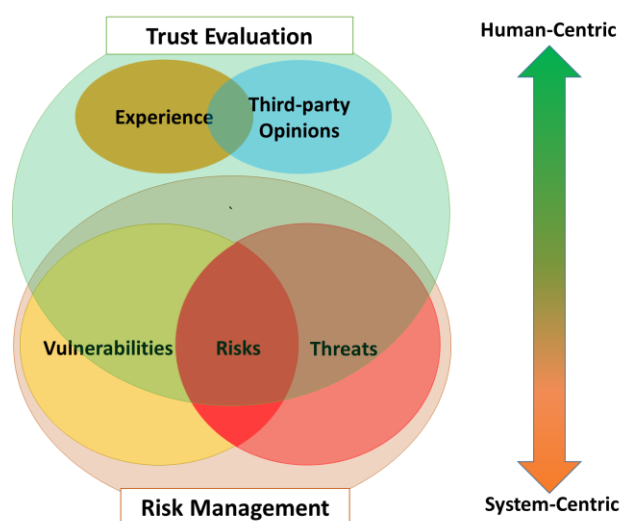 Trust Evaluation
Human-Centric
Experience
Third-party
Opinions
Vulnerabilities
Risks
Threats
Risk Management
System-Centric